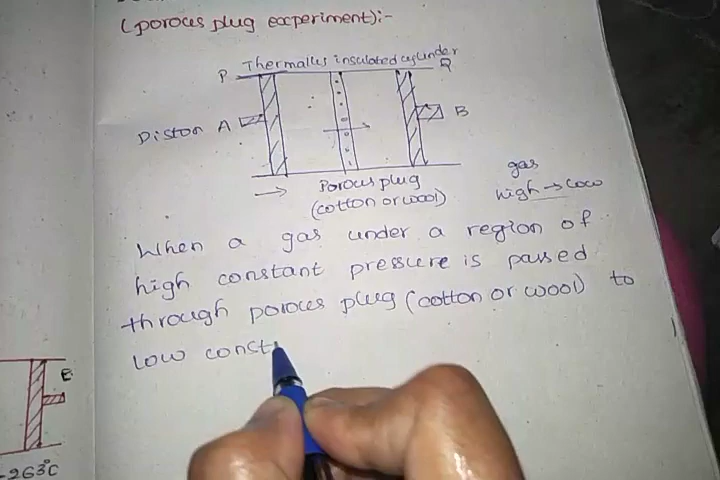 (porous plug experiment):-
Thermally insulated cylinder
P
Q
Piston A
B
Porous plug
(cotton or wool)
gas
high → low
When a gas under a region of
high constant pressure is passed
through porous plug (cotton or wool) to
low const
B
-263°C